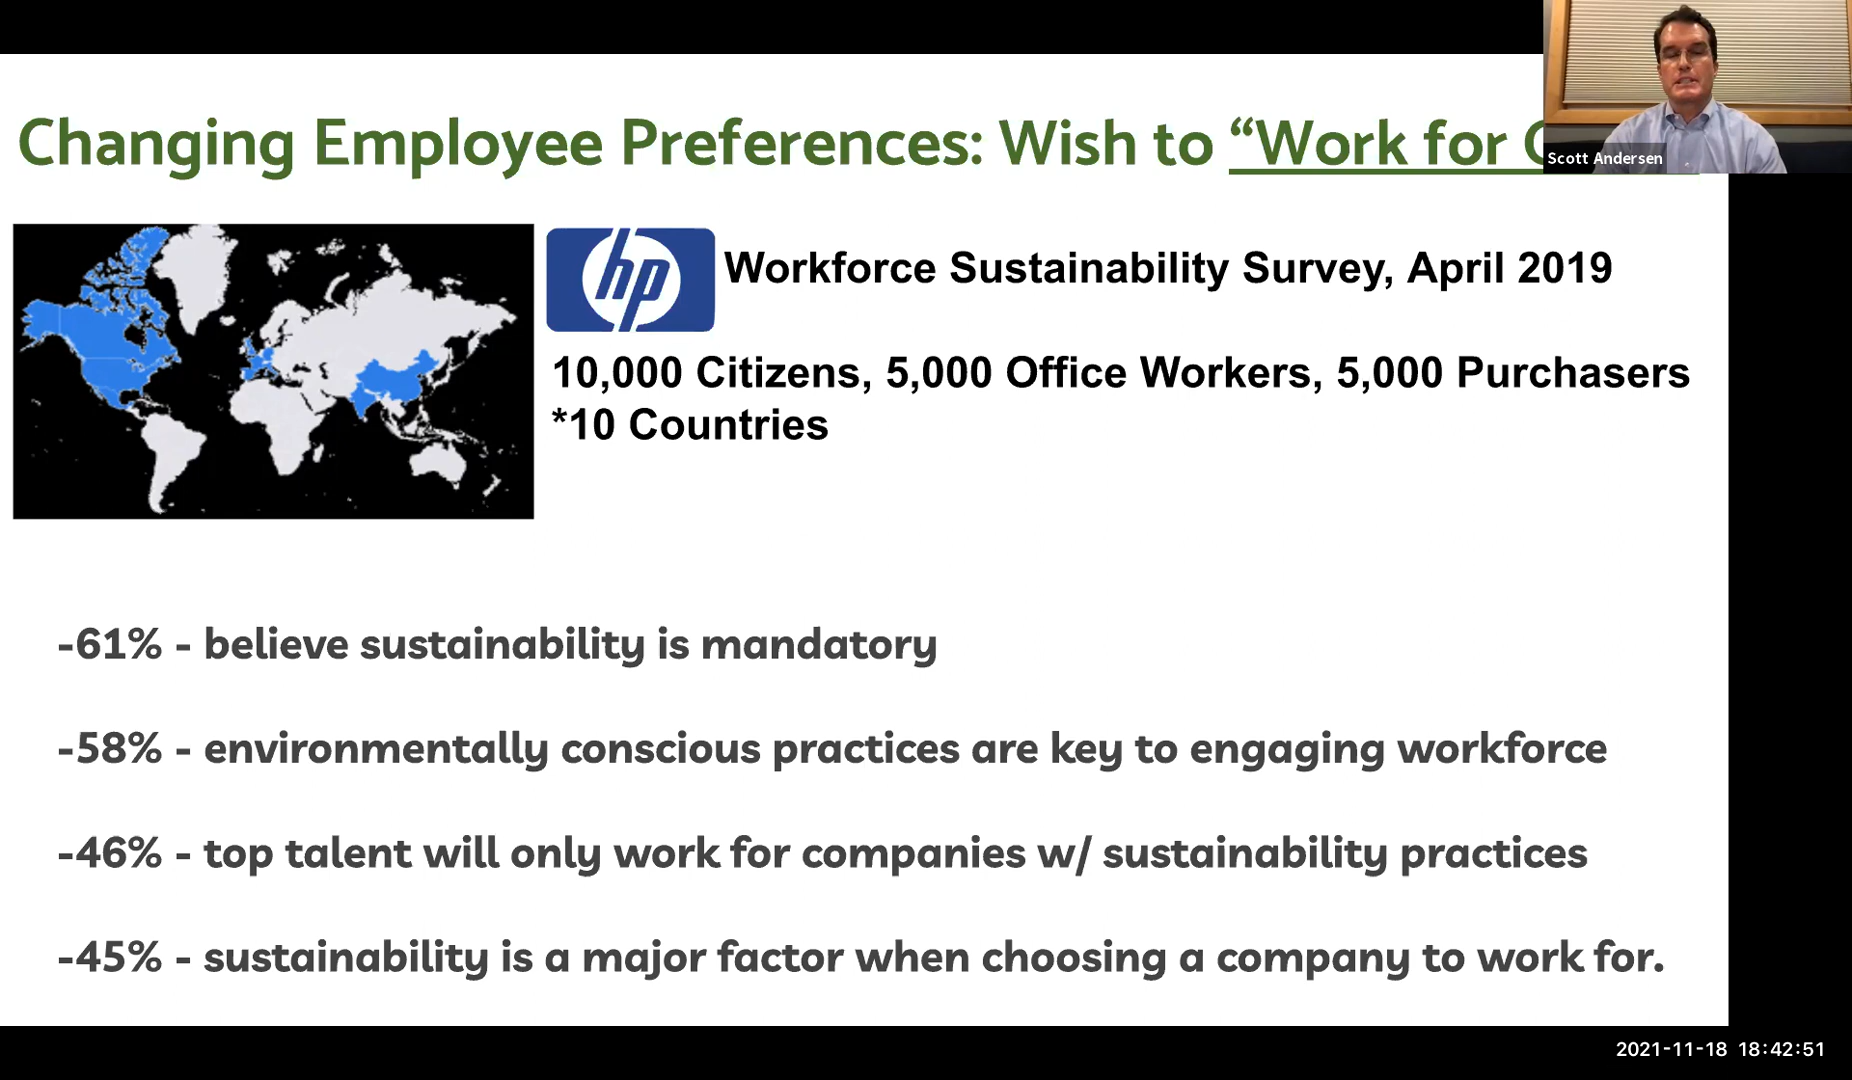 Changing Employee Preferences: Wish to “Work for
Scott Andersen
hp
Workforce Sustainability Survey, April 2019
10,000 Citizens, 5,000 Office Workers, 5,000 Purchasers
*10 Countries
-61% - believe sustainability is mandatory
-58% - environmentally conscious practices are key to engaging workforce
-46% - top talent will only work for companies w/ sustainability practices
-45% - sustainability is a major factor when choosing a company to work for.
2021-11-18 18:42:51